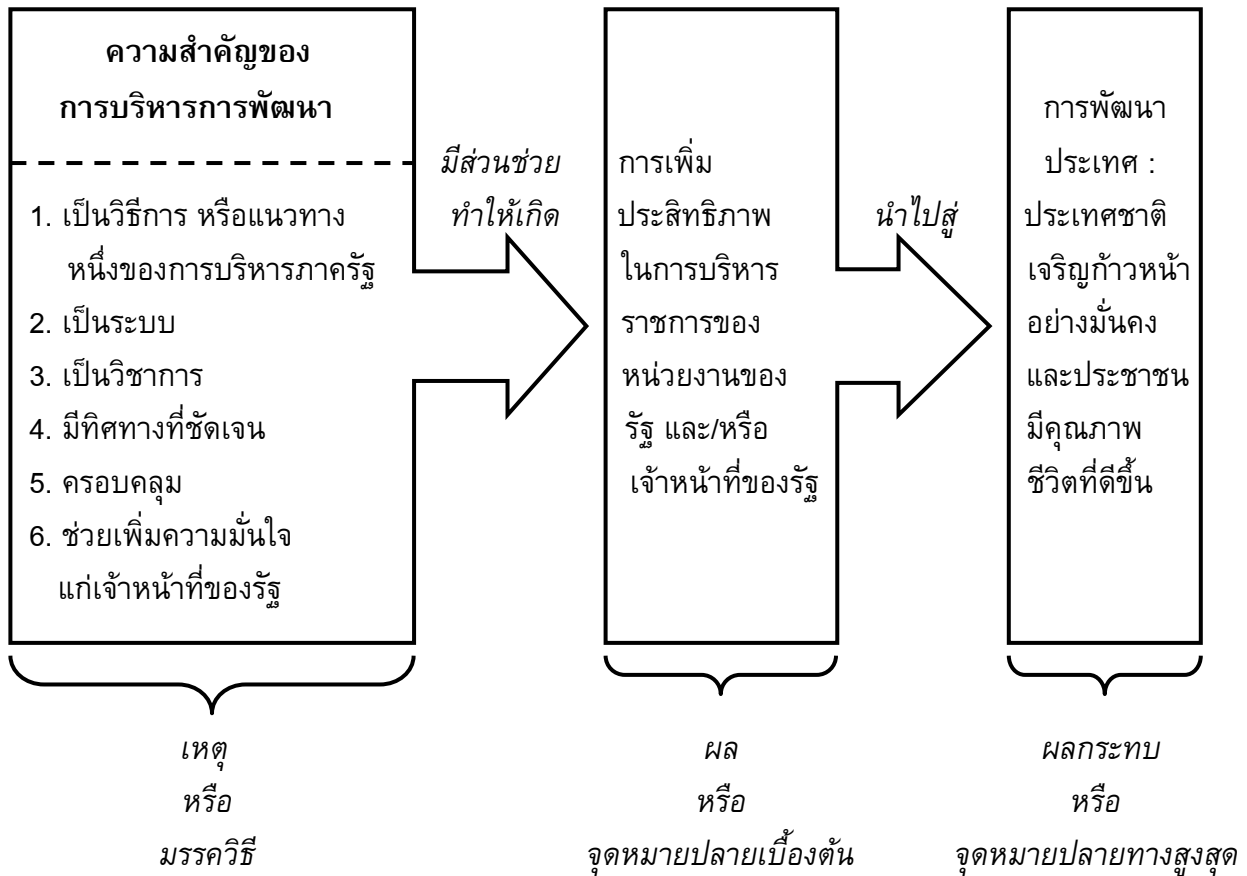 ความสำคัญของ
การบริหารการพัฒนา
1. เป็นวิธีการ หรือแนวทาง
หนึ่งของการบริหารภาครัฐ
2. เป็นระบบ
3. เป็นวิชาการ
4. มีทิศทางที่ชัดเจน
5. ครอบคลุม
6. ช่วยเพิ่มความมั่นใจ
แก่เจ้าหน้าที่ของรัฐ
มีส่วนช่วย
ทำให้เกิด
การเพิ่ม
ประสิทธิภาพ
ในการบริหาร
ราชการของ
หน่วยงานของ
รัฐ และ/หรือ
เจ้าหน้าที่ของรัฐ
นำไปสู่
การพัฒนา
ประเทศ :
ประเทศชาติ
เจริญก้าวหน้า
อย่างมั่นคง
และประชาชน
มีคุณภาพ
ชีวิตที่ดีขึ้น
เหตุ
หรือ
มรรควิธี
ผล
หรือ
จุดหมายปลายเบื้องต้น
ผลกระทบ
หรือ
จุดหมายปลายทางสูงสุด